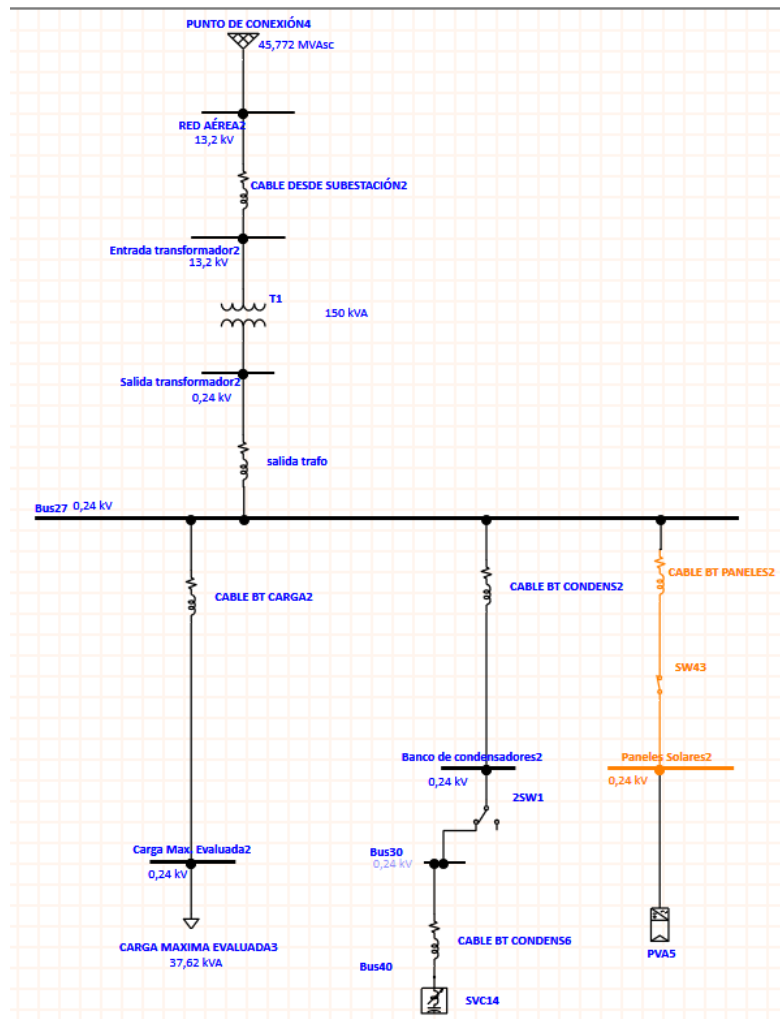 PUNTO DE CONEXIÓN4
45,772 MVAsc
RED AÉREA2
13,2 kV
CABLE DESDE SUBESTACIÓN2
Entrada transformador2
13,2 kV
T1
150 kVA
Salida transformador2
0,24 kV
salida trafo
Bus27 0,24 kV
CABLE BT CARGA2
CABLE BT CONDENS2
CABLE BT PANELES2
SW43
Banco de condensadores2
0,24 kV
Paneles Solares2
0,24 kV
2SW1
Carga Max. Evaluada2
0,24 kV
Bus30
0,24 kV
CARGA MAXIMA EVALUADA3
37,62 kVA
CABLE BT CONDENS6
Bus40
PVA5
SVC14